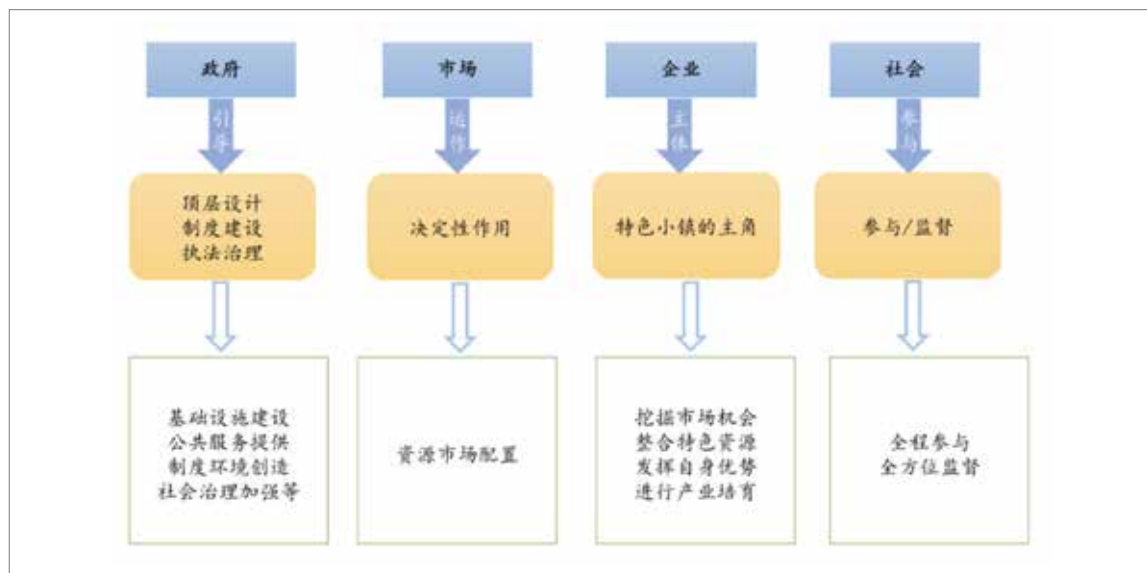 政府
市场
企业
社会
引导
运作
主体
参与
顶层设计
制度建设
执法治理
决定性作用
特色小镇的主角
参与/监督
基础设施建设
公共服务提供
制度环境创造
社会治理加强等
资源市场配置
挖掘市场机会
整合特色资源
发挥自身优势
进行产业培育
全程参与
全方位监督